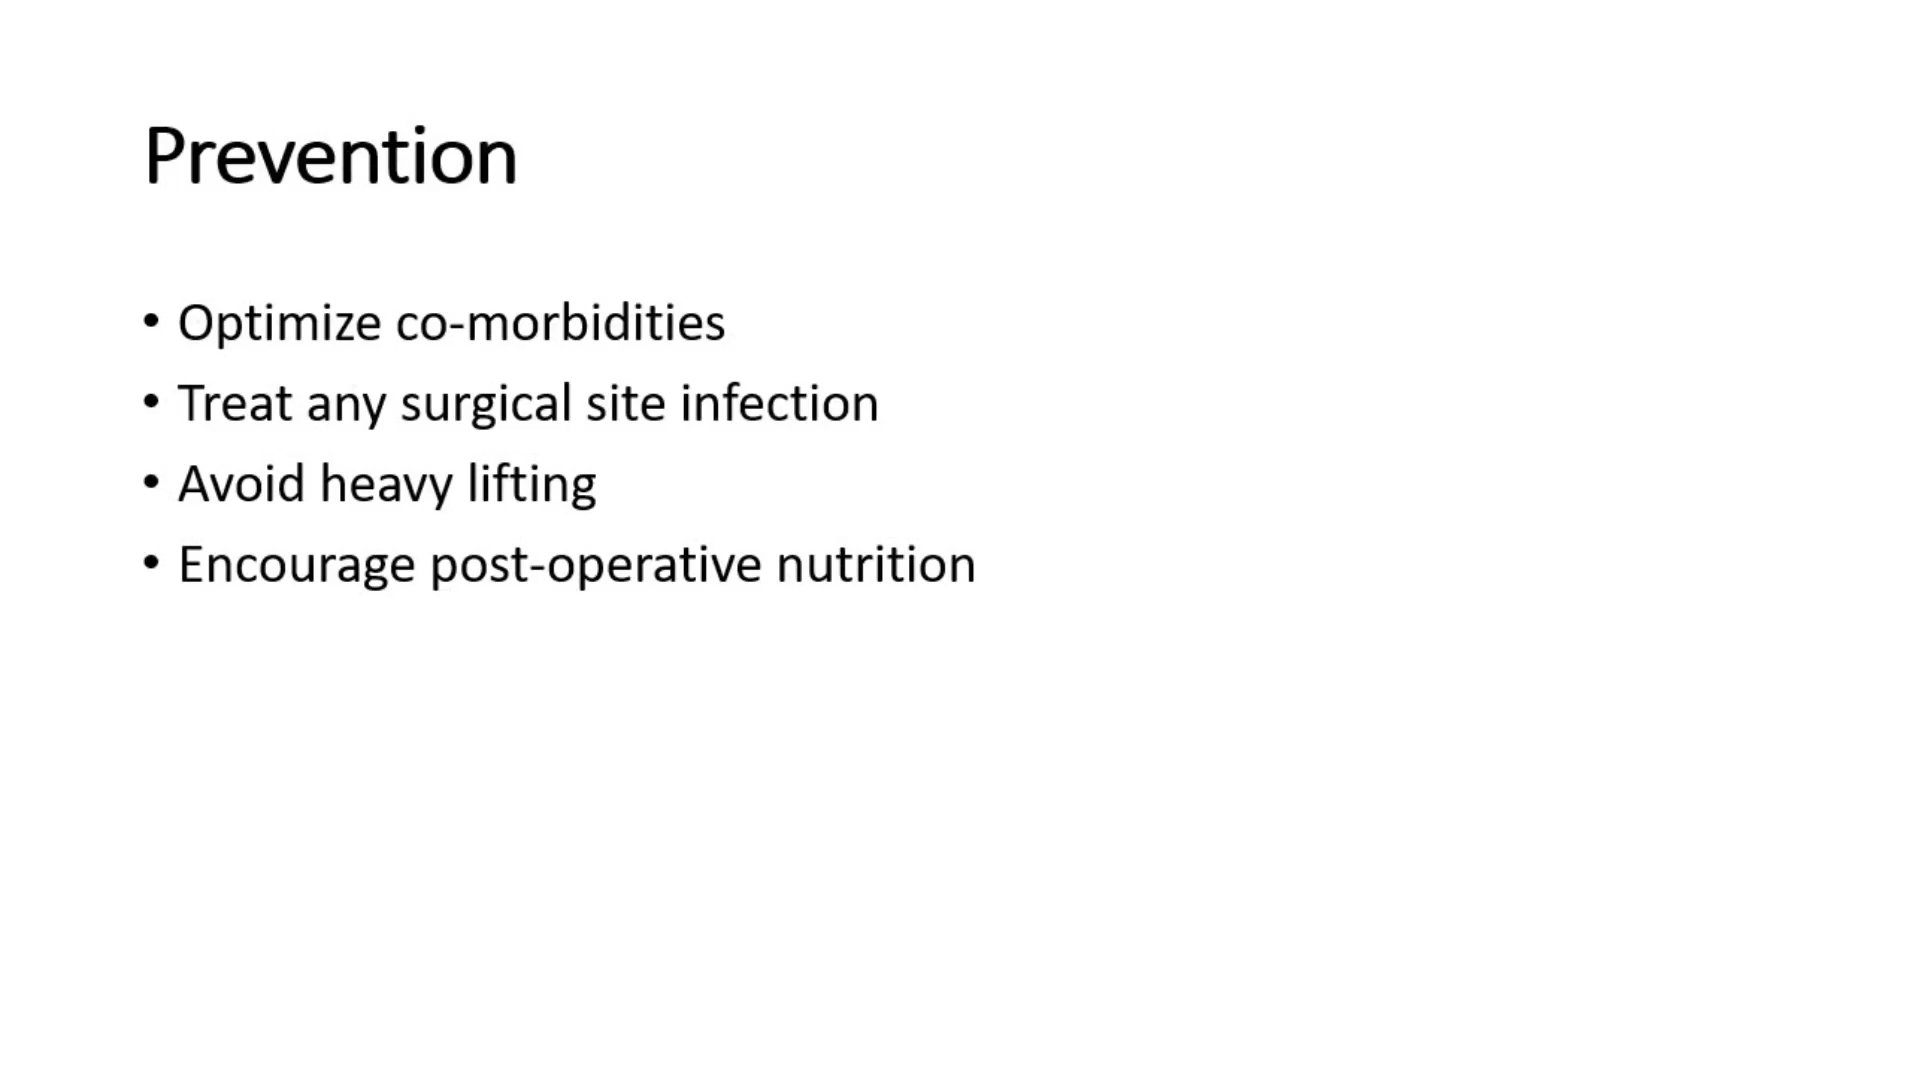 Prevention
• Optimize co-morbidities
• Treat any surgical site infection
• Avoid heavy lifting
• Encourage post-operative nutrition